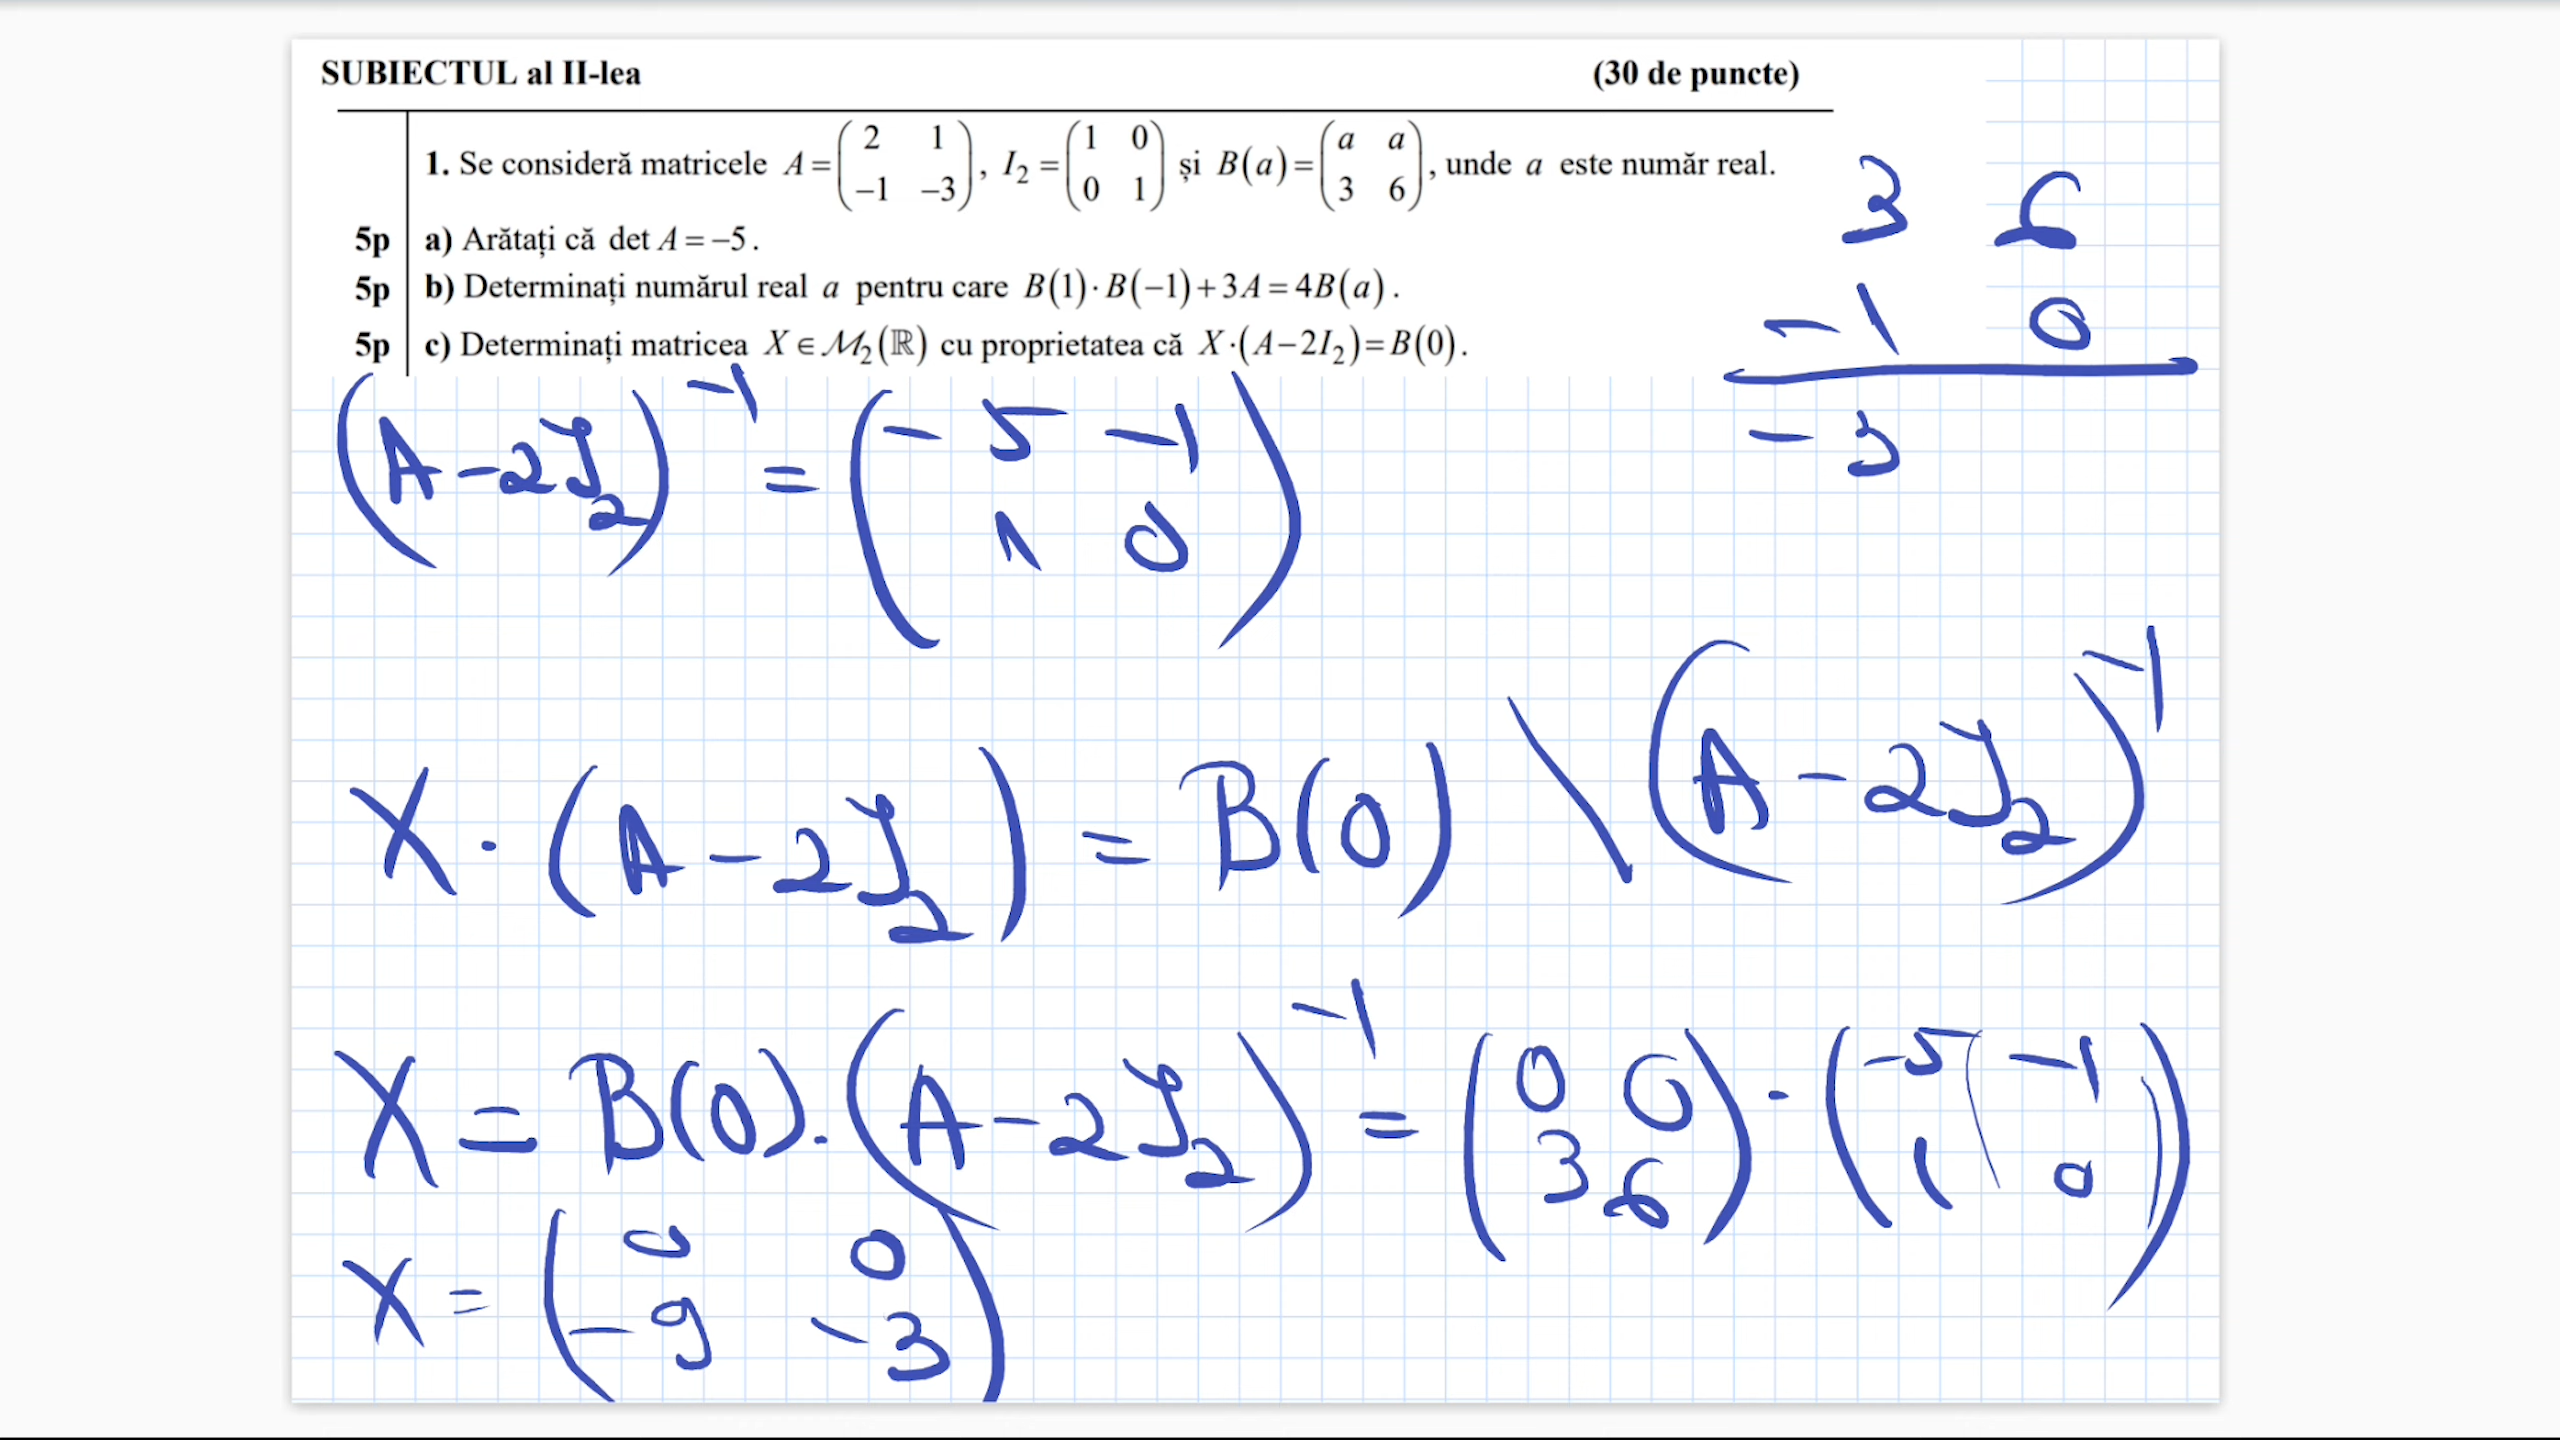 SUBIECTUL al II-lea (30 de puncte)
1. Se consideră matricele A = (2 1 / −1 −3), I₂ = (1 0 / 0 1) și B(a) = (a a / 3 6), unde a este număr real.
5p a) Arătați că det A = −5.
5p b) Determinați numărul real a pentru care B(1)·B(−1)+3A = 4B(a).
5p c) Determinați matricea X ∈ ℳ₂(ℝ) cu proprietatea că X·(A−2I₂)=B(0).
3 6
−1 0
−3
(A−2I₂)⁻¹ = (−5 −1 / 1 0)
X·(A−2I₂) = B(0) \ (A−2I₂)⁻¹
X = B(0)·(A−2I₂)⁻¹ = (0 0 / 3 6)·(−5 −1 / 1 0)
X = (0 0 / −9 −3)